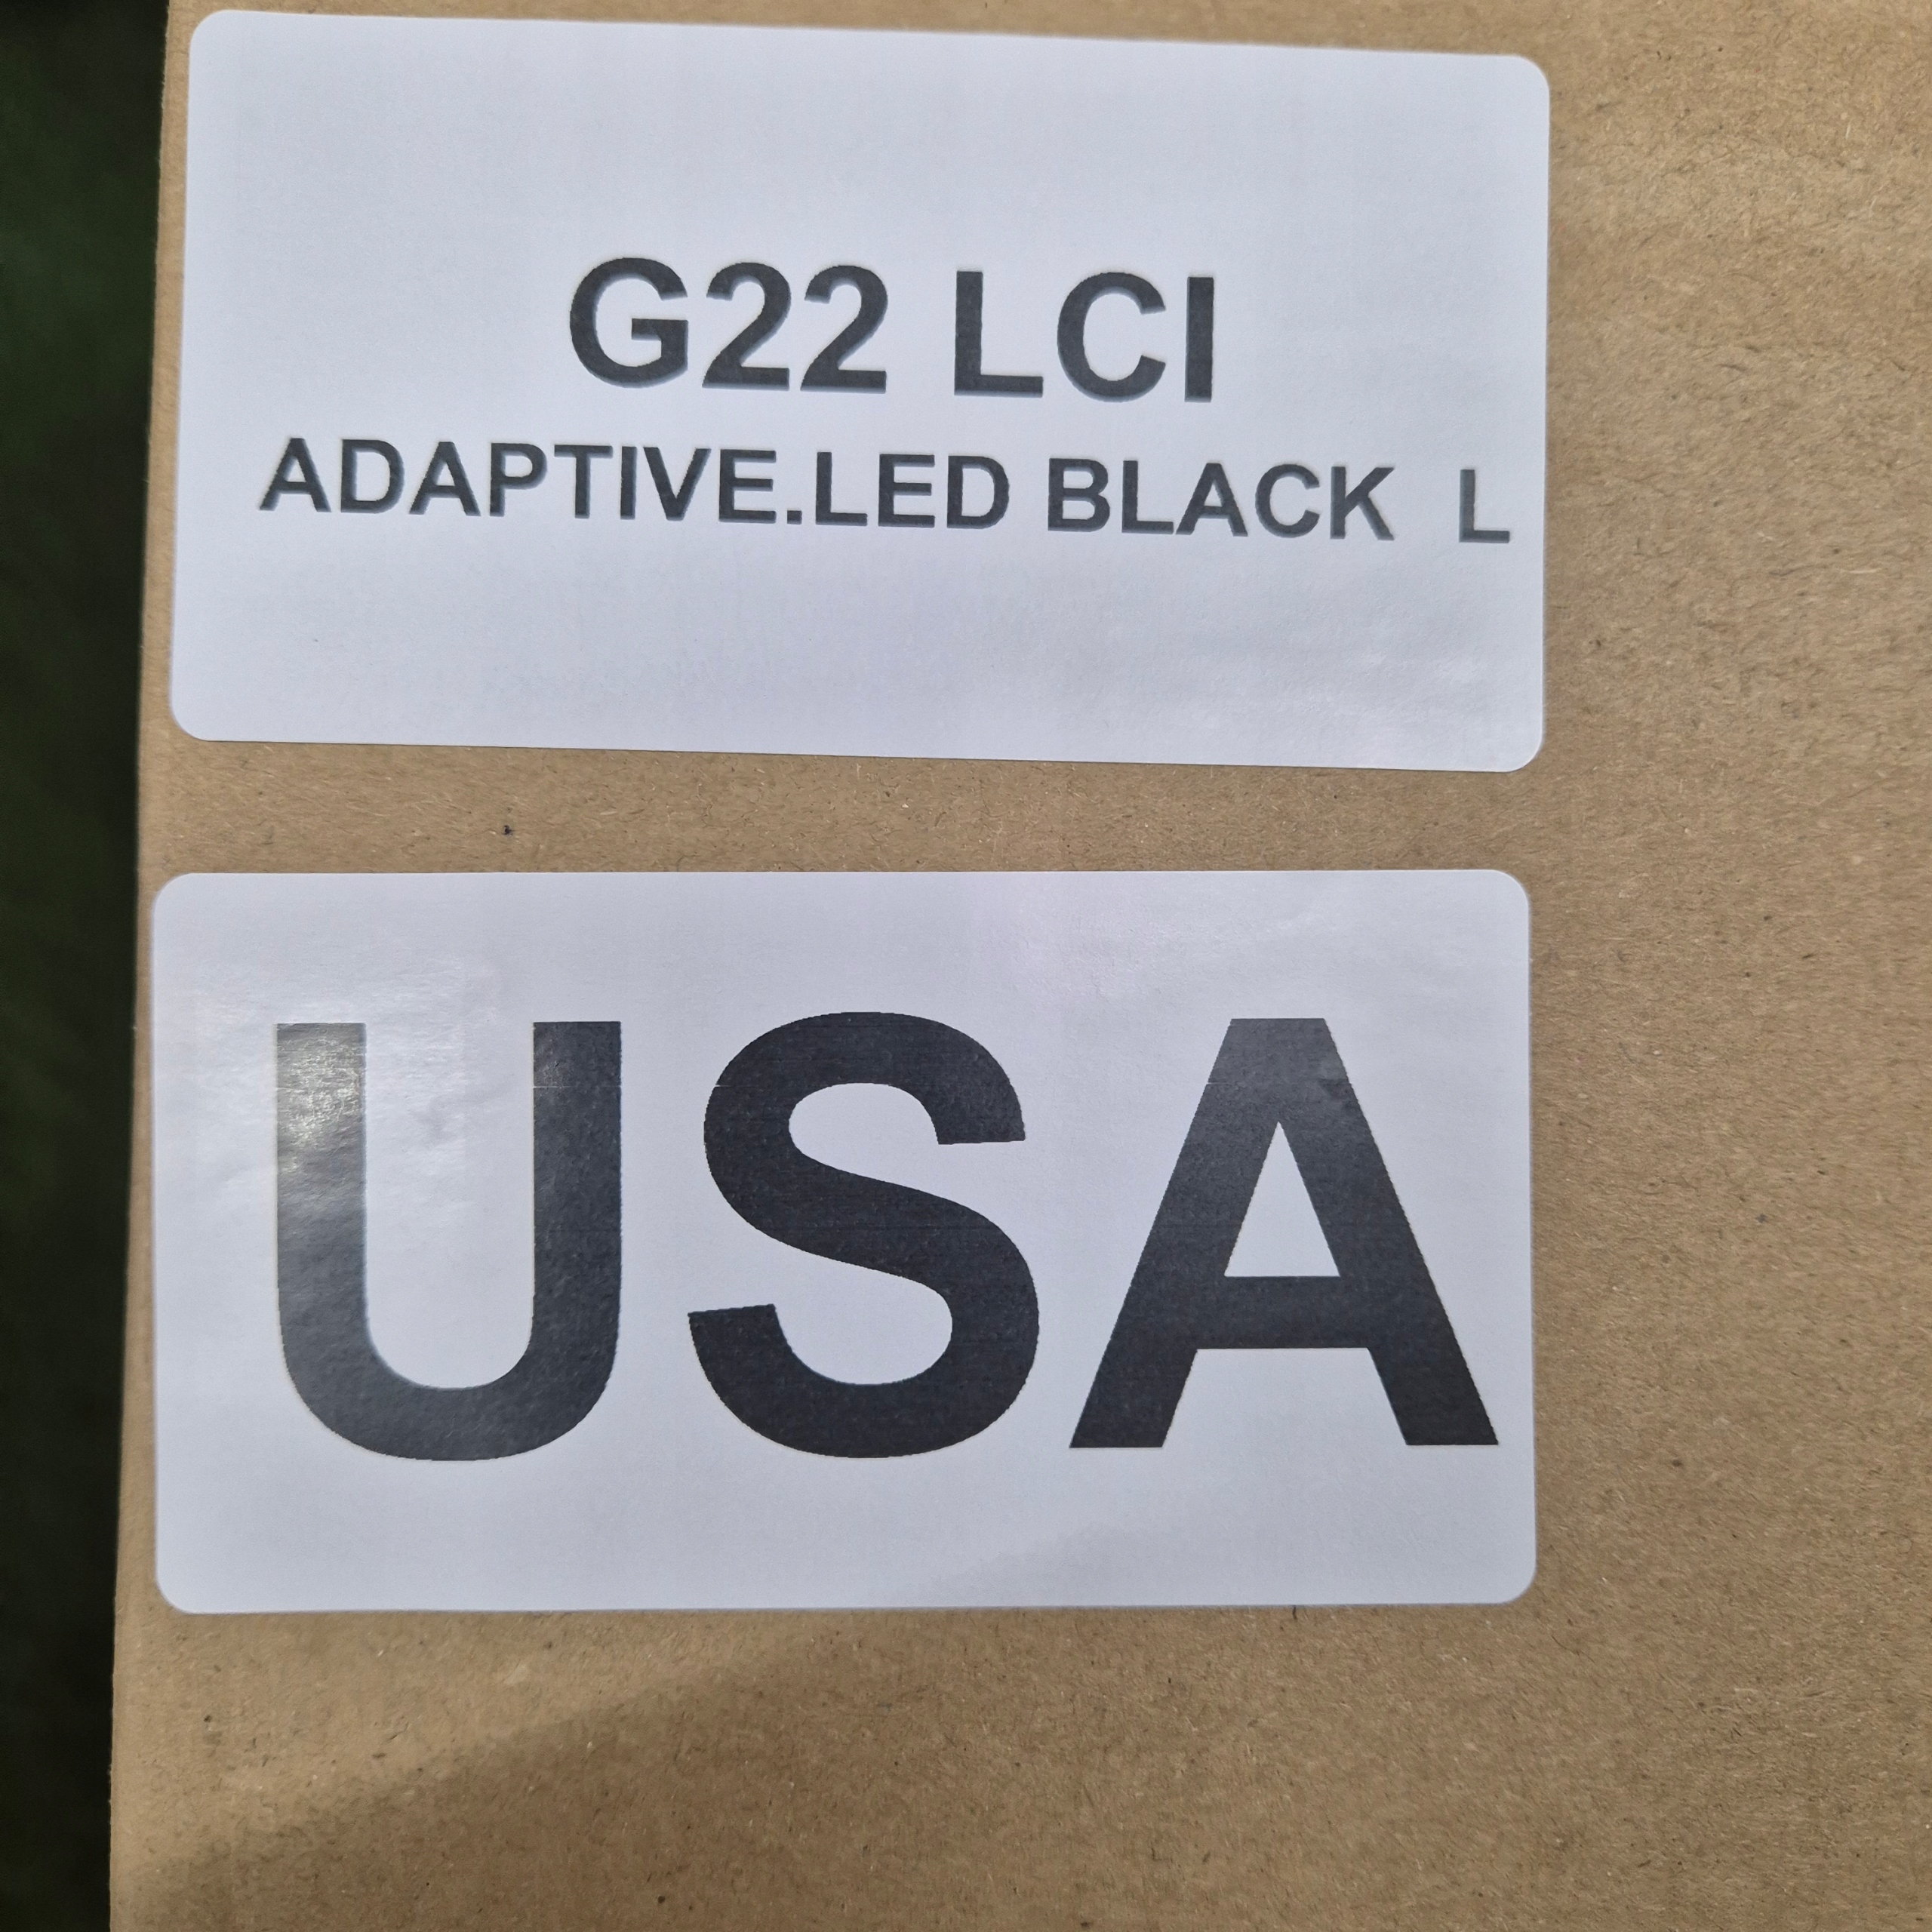 G22 LCI
ADAPTIVE.LED BLACK L
USA